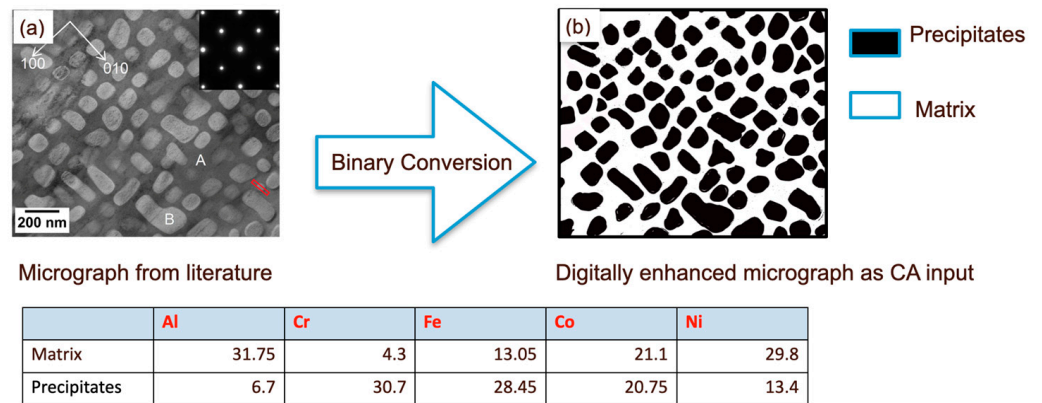 (a)
100
010
A
B
200 nm
Binary Conversion
(b)
Precipitates
Matrix
Micrograph from literature
Digitally enhanced micrograph as CA input
Al Cr Fe Co Ni
Matrix 31.75 4.3 13.05 21.1 29.8
Precipitates 6.7 30.7 28.45 20.75 13.4